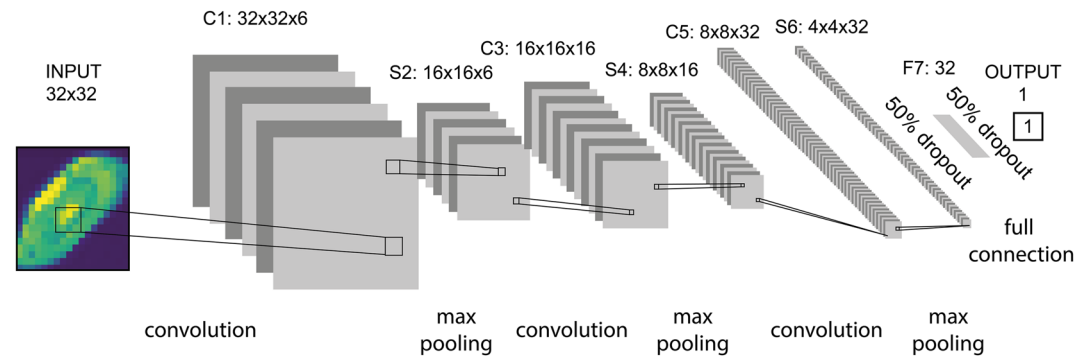 C1: 32x32x6
INPUT
32x32
S2: 16x16x6
C3: 16x16x16
S4: 8x8x16
C5: 8x8x32
S6: 4x4x32
F7: 32
OUTPUT
1
1
50% dropout
50% dropout
full
connection
convolution
max
pooling
convolution
max
pooling
convolution
max
pooling